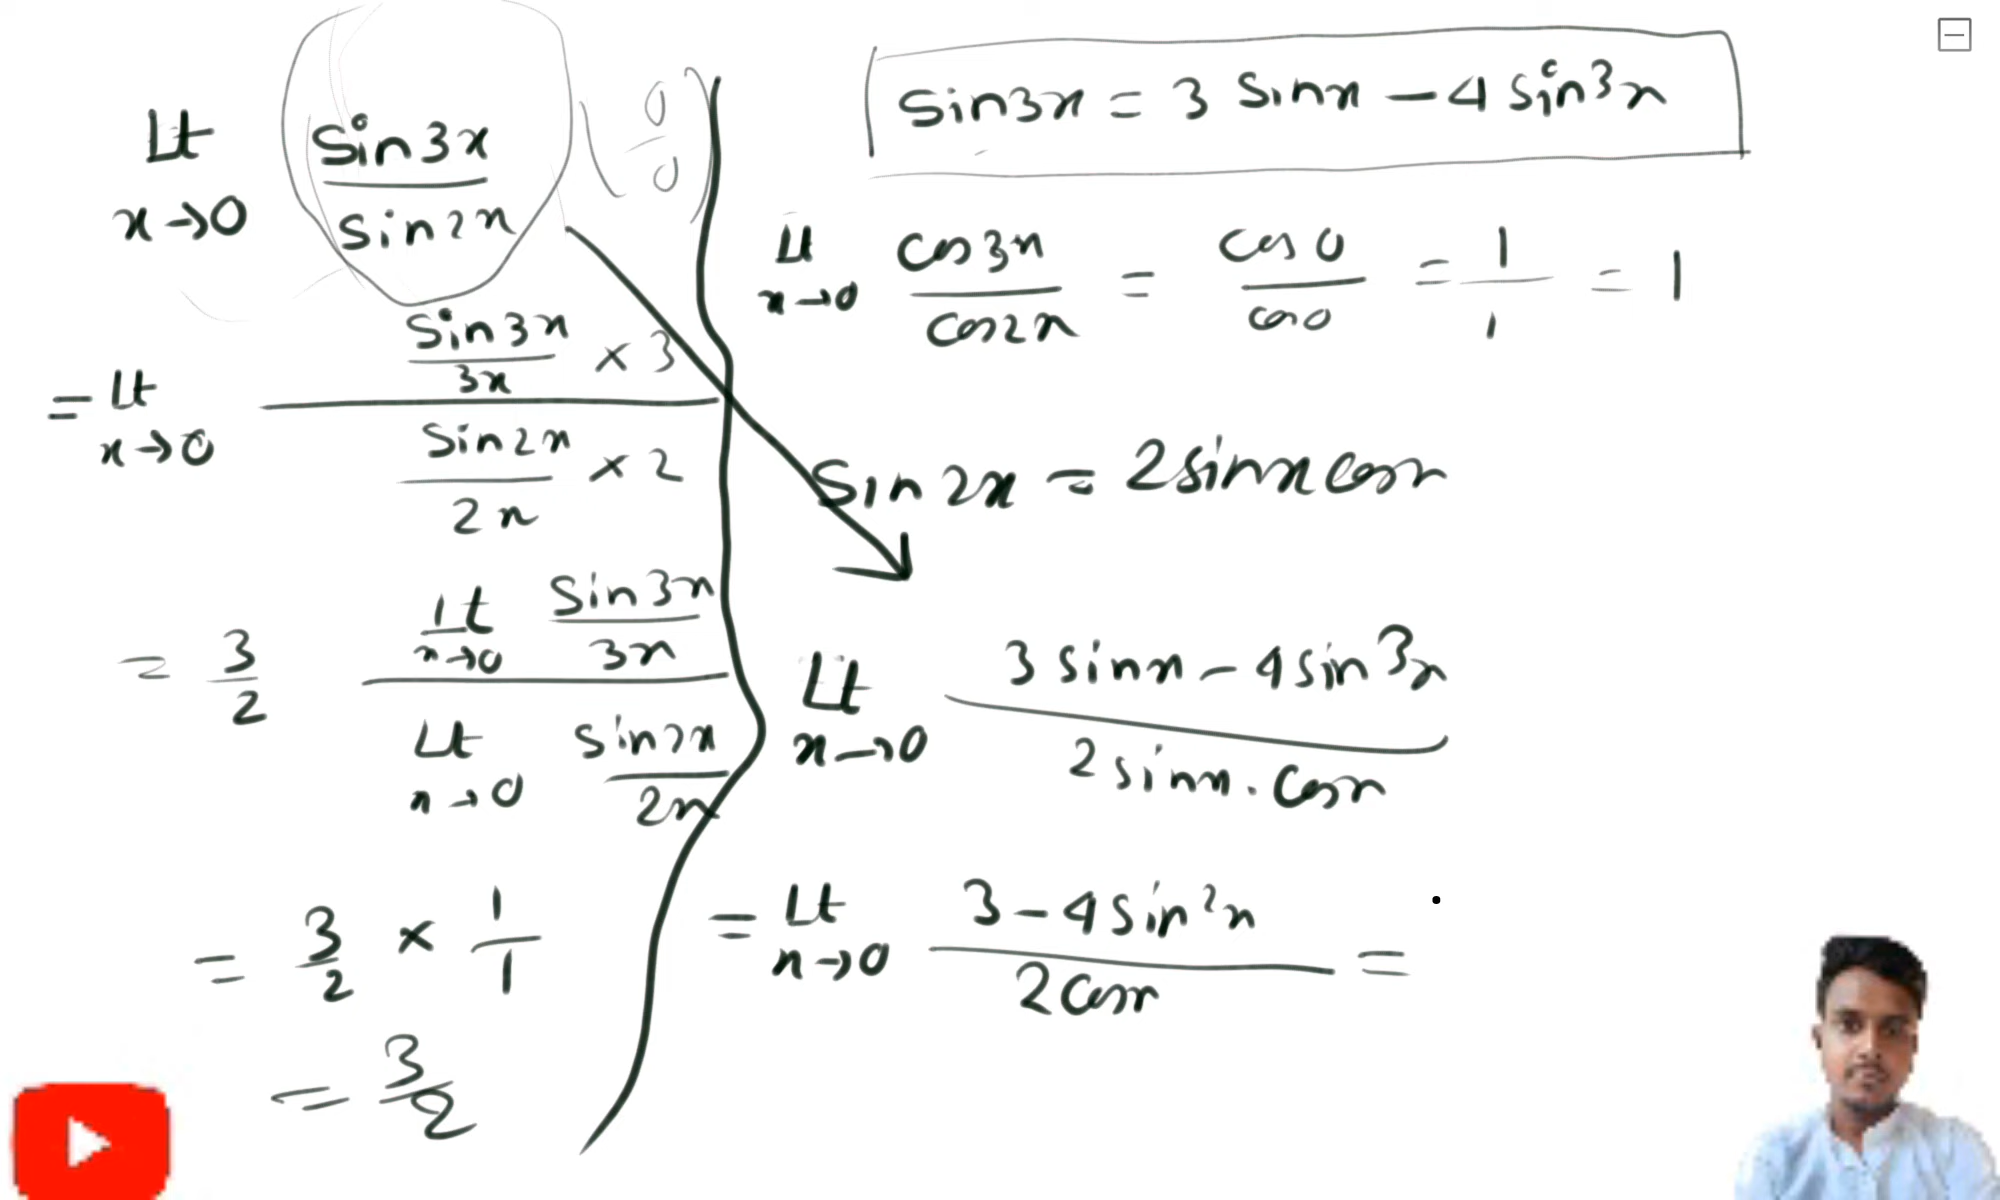 Lt sin3x (0/0)
x→0 sin2x
= Lt sin3x/3x × 3
x→0 sin2x/2x × 2
= 3/2 Lt x→0 sin3x/3x
Lt x→0 sin2x/2x
= 3/2 × 1/1
= 3/2
sin3x = 3 sinx − 4 sin³x
Lt x→0 cos3x/cos2x = cos0/cos0 = 1/1 = 1
sin2x = 2sinx cosx
Lt 3 sinx − 4 sin³x
x→0 2 sinx . cosx
= Lt 3 − 4 sin²x =
x→0 2 cosx